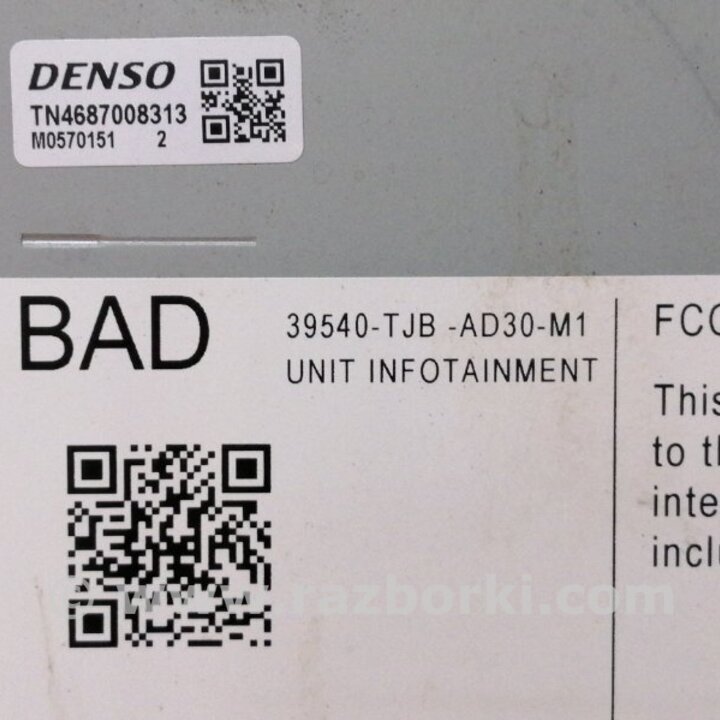 DENSO
TN4687008313
M0570151 2
BAD
39540-TJB -AD30-M1
UNIT INFOTAINMENT
FCC
This
to th
inte
inclu
© www.razborki.com